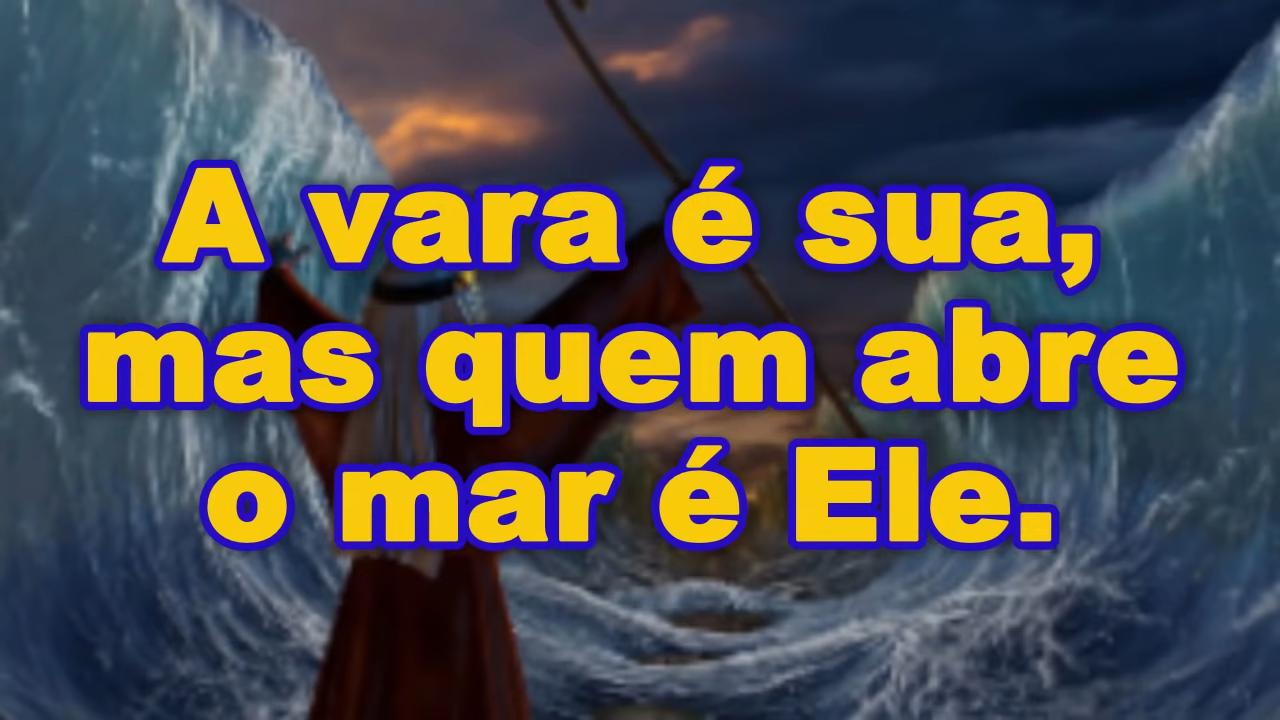 A vara é sua,
mas quem abre
o mar é Ele.